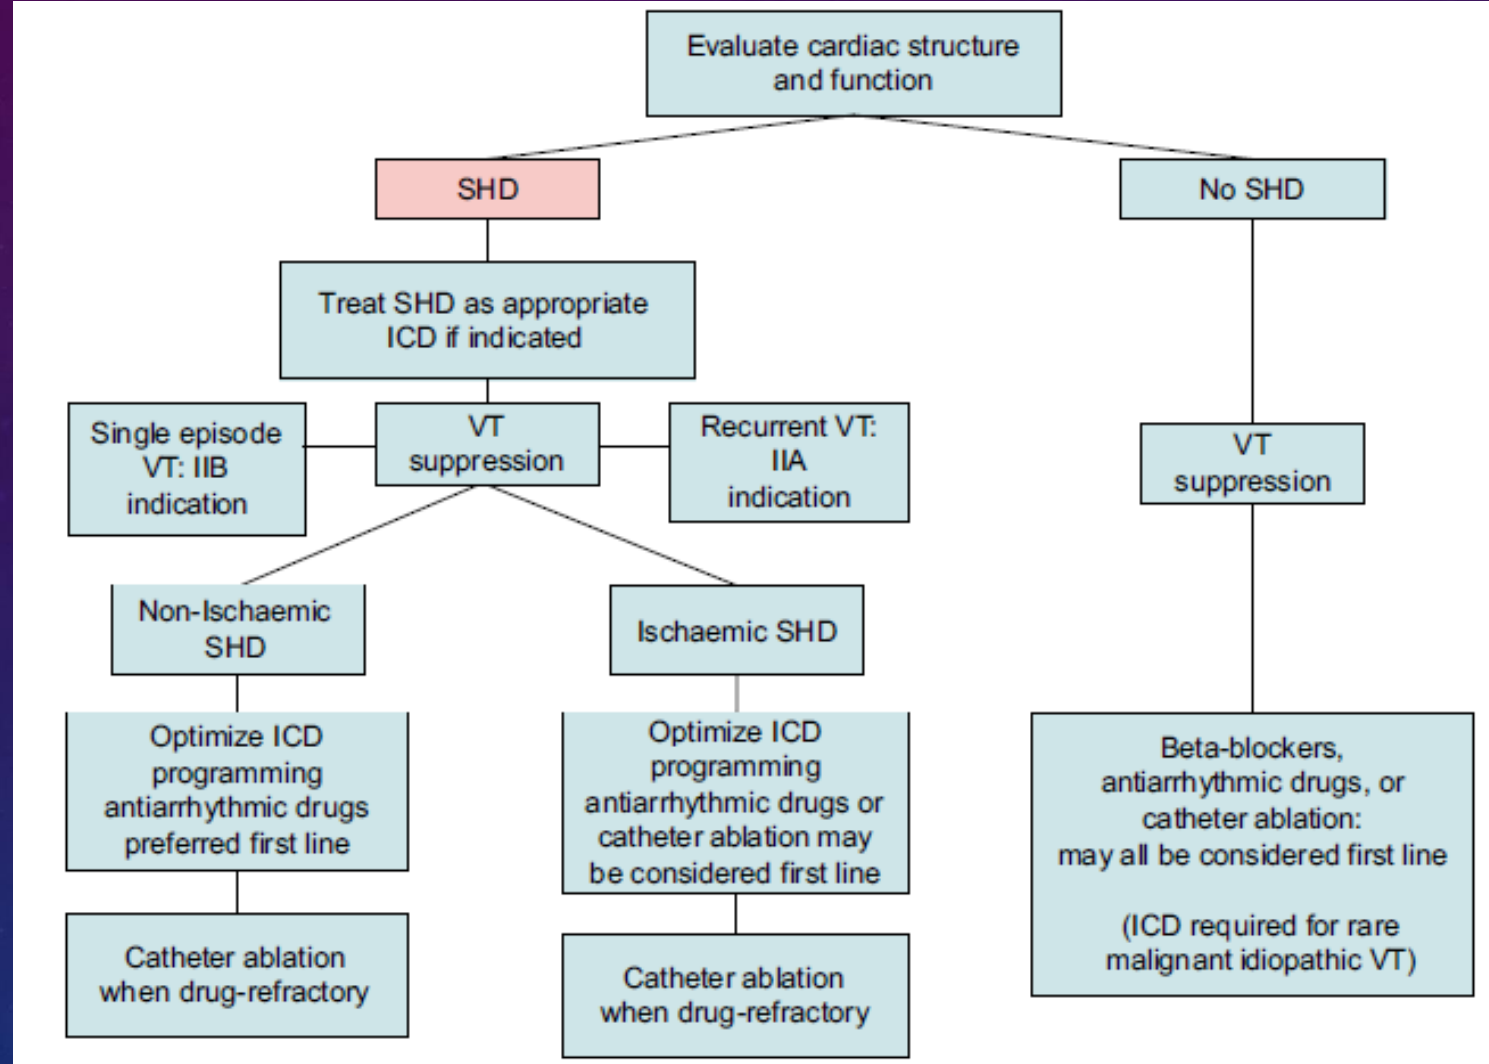 Evaluate cardiac structure
and function
SHD
No SHD
Treat SHD as appropriate
ICD if indicated
Single episode
VT: IIB
indication
VT
suppression
Recurrent VT:
IIA
indication
VT
suppression
Non-Ischaemic
SHD
Ischaemic SHD
Optimize ICD
programming
antiarrhythmic drugs
preferred first line
Optimize ICD
programming
antiarrhythmic drugs or
catheter ablation may
be considered first line
Beta-blockers,
antiarrhythmic drugs, or
catheter ablation:
may all be considered first line
(ICD required for rare
malignant idiopathic VT)
Catheter ablation
when drug-refractory
Catheter ablation
when drug-refractory